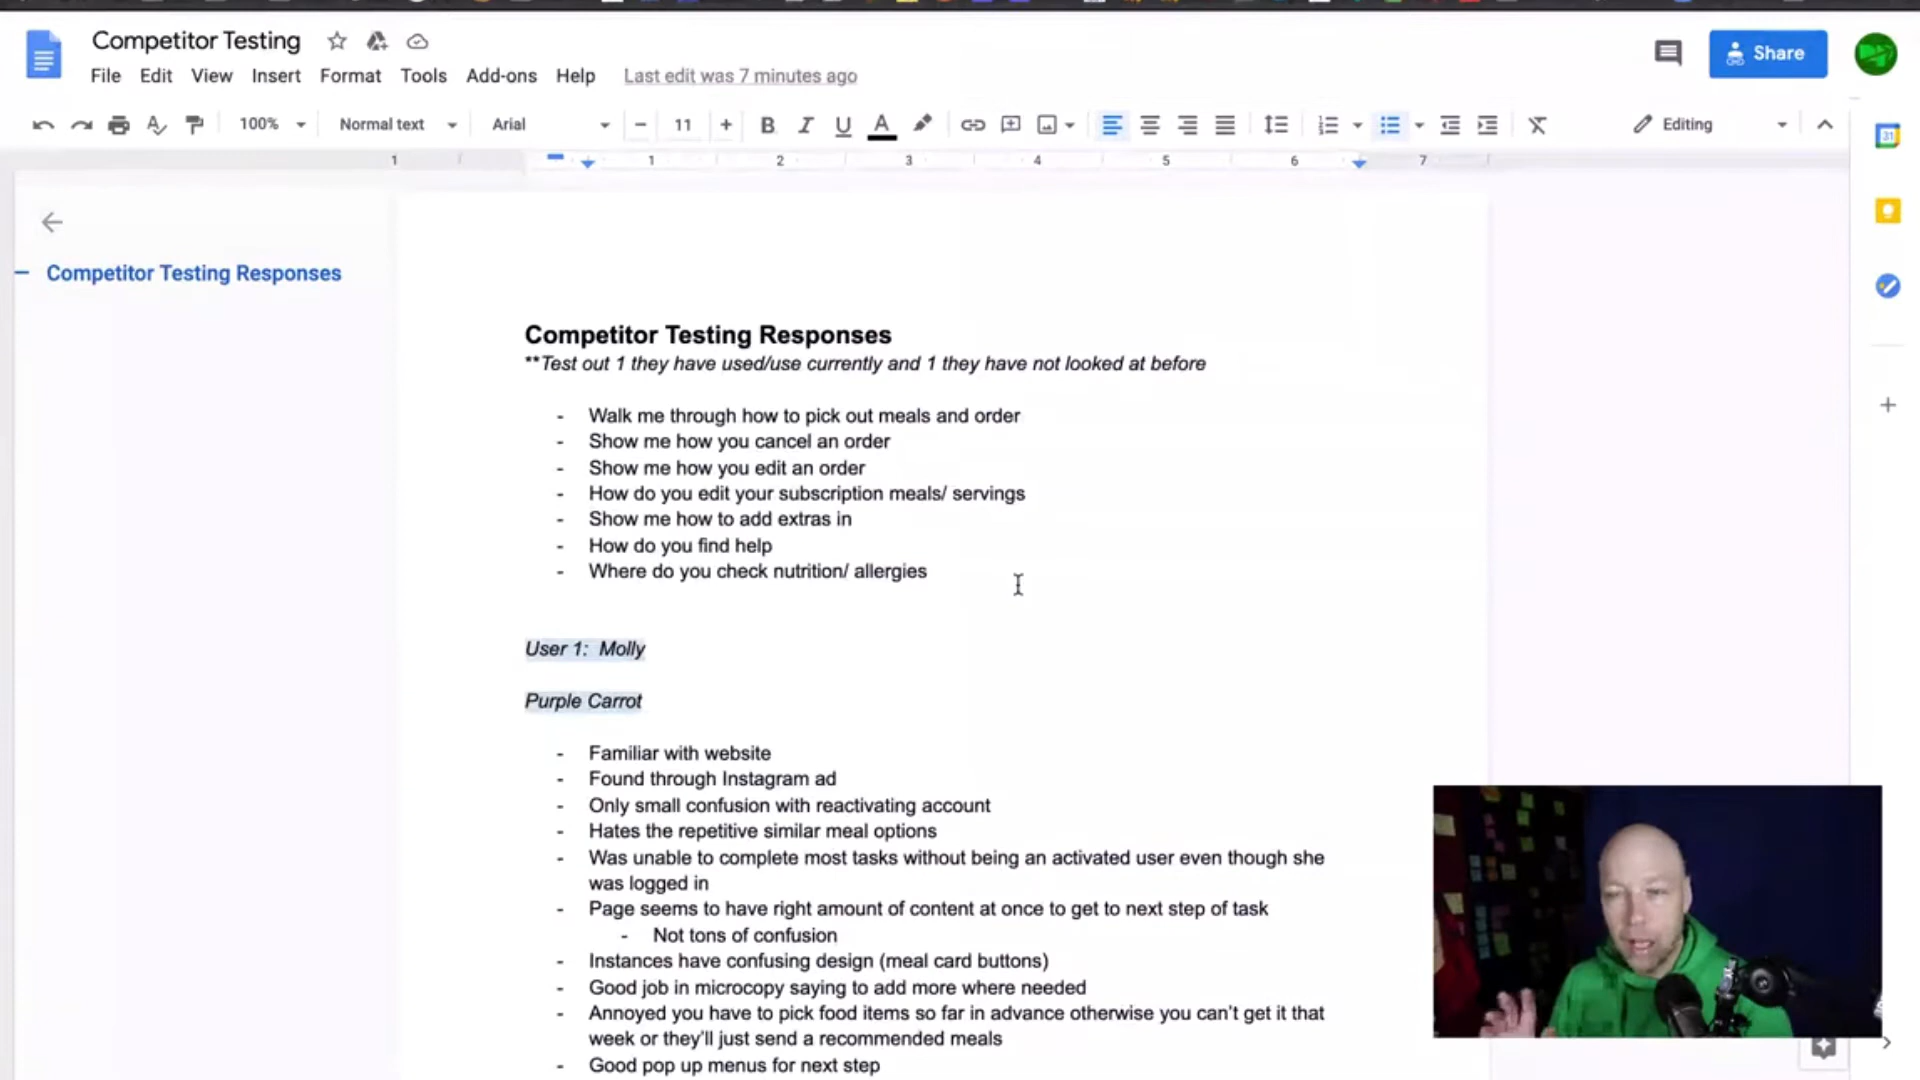 Competitor Testing
File Edit View Insert Format Tools Add-ons Help Last edit was 7 minutes ago
Share
100% Normal text Arial 11 Editing
1 1 2 3 4 5 6 7
31
Competitor Testing Responses
Competitor Testing Responses
**Test out 1 they have used/use currently and 1 they have not looked at before
- Walk me through how to pick out meals and order
- Show me how you cancel an order
- Show me how you edit an order
- How do you edit your subscription meals/ servings
- Show me how to add extras in
- How do you find help
- Where do you check nutrition/ allergies
User 1: Molly
Purple Carrot
- Familiar with website
- Found through Instagram ad
- Only small confusion with reactivating account
- Hates the repetitive similar meal options
- Was unable to complete most tasks without being an activated user even though she
was logged in
- Page seems to have right amount of content at once to get to next step of task
- Not tons of confusion
- Instances have confusing design (meal card buttons)
- Good job in microcopy saying to add more where needed
- Annoyed you have to pick food items so far in advance otherwise you can't get it that
week or they'll just send a recommended meals
- Good pop up menus for next step